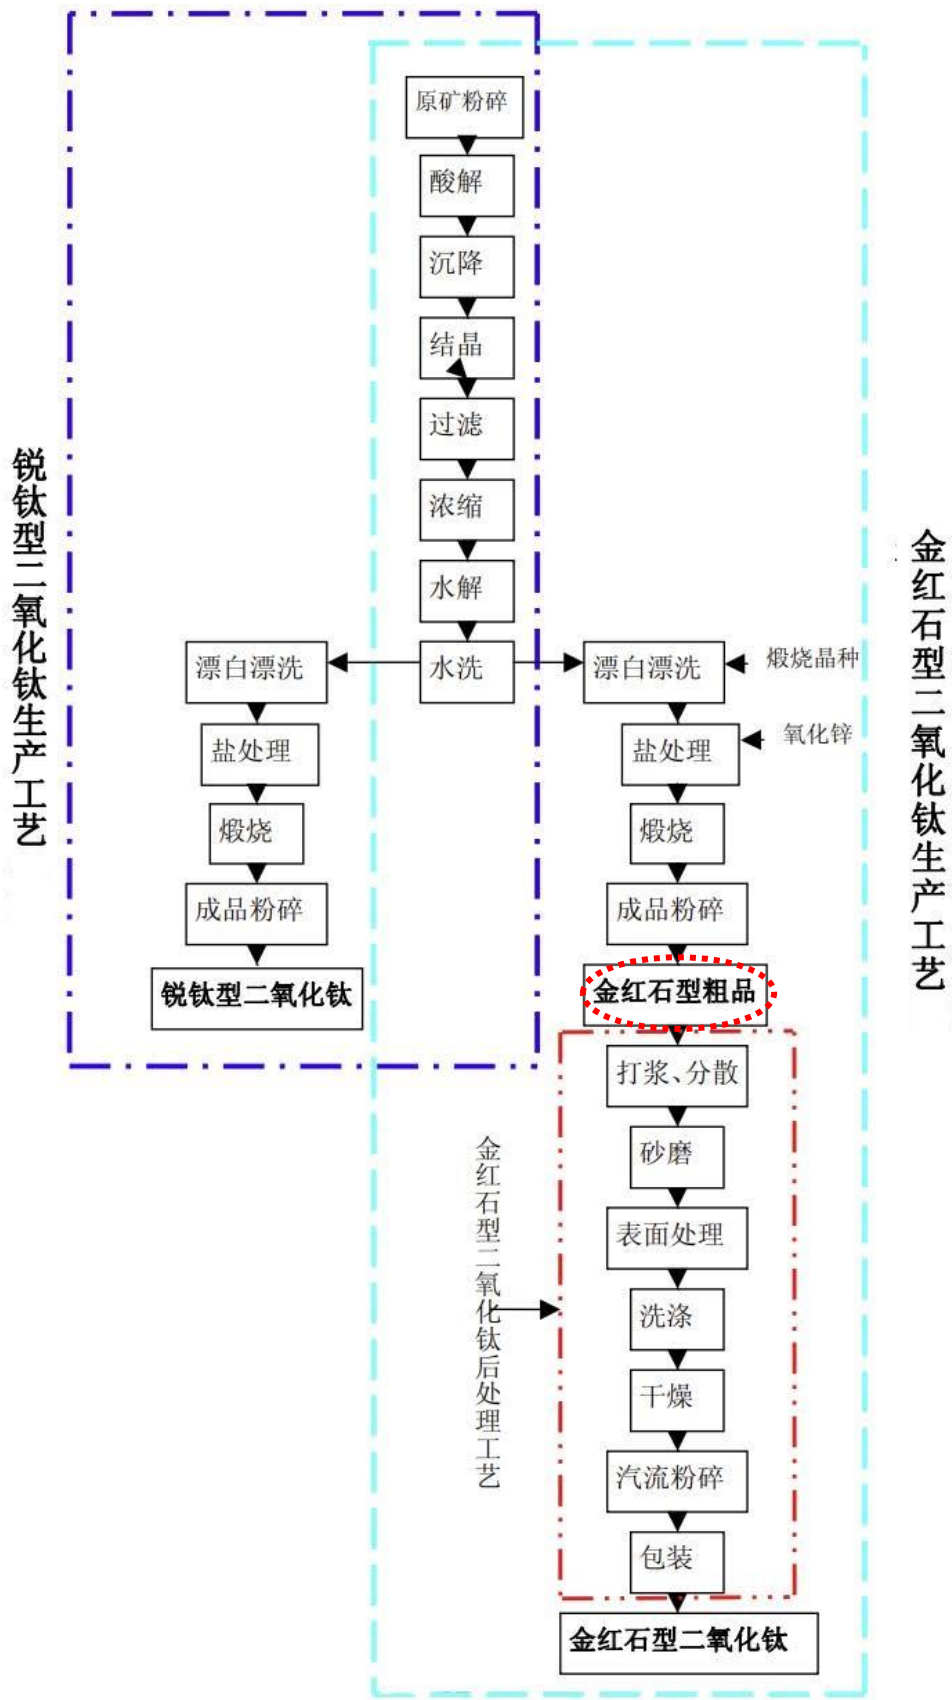 原矿粉碎
酸解
沉降
结晶
过滤
浓缩
水解
水洗
漂白漂洗
盐处理
煅烧
成品粉碎
锐钛型二氧化钛
漂白漂洗
煅烧晶种
盐处理
氧化锌
煅烧
成品粉碎
金红石型粗品
打浆、分散
砂磨
表面处理
洗涤
干燥
汽流粉碎
包装
金红石型二氧化钛
锐钛型二氧化钛生产工艺
金红石型二氧化钛生产工艺
金红石型二氧化钛后处理工艺